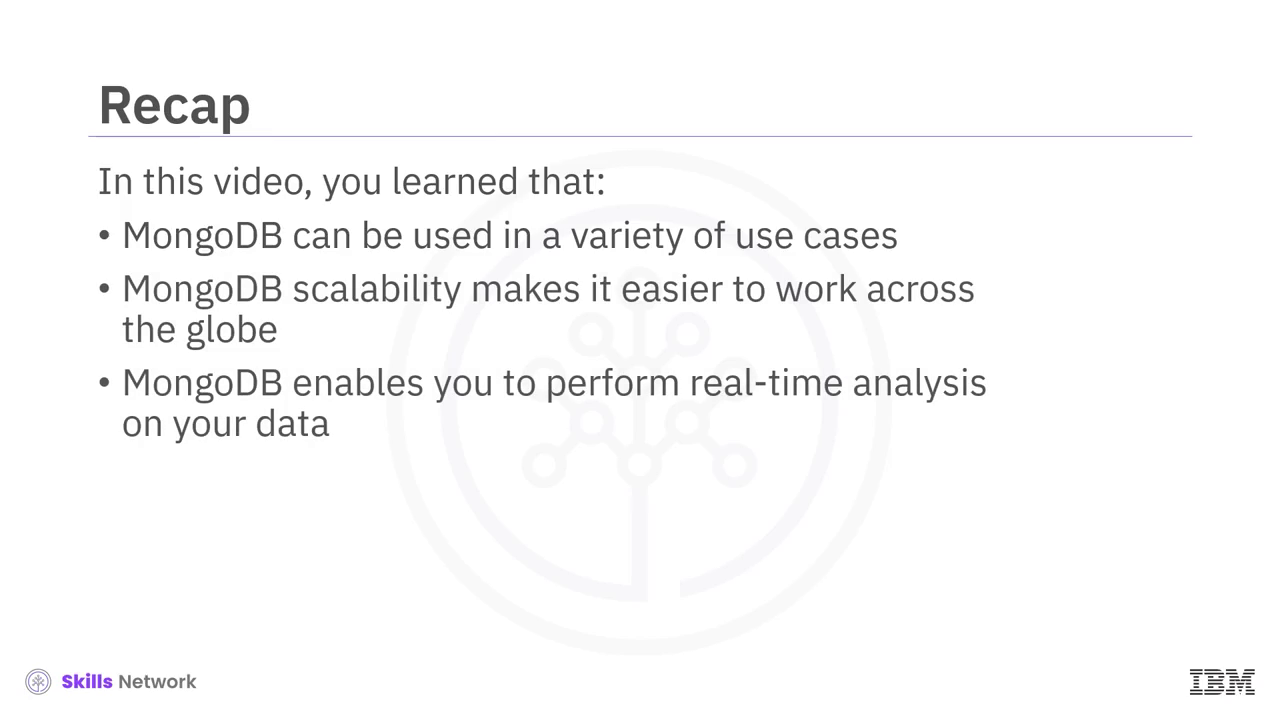 Recap
In this video, you learned that:
• MongoDB can be used in a variety of use cases
• MongoDB scalability makes it easier to work across
the globe
• MongoDB enables you to perform real-time analysis
on your data
Skills Network
IBM